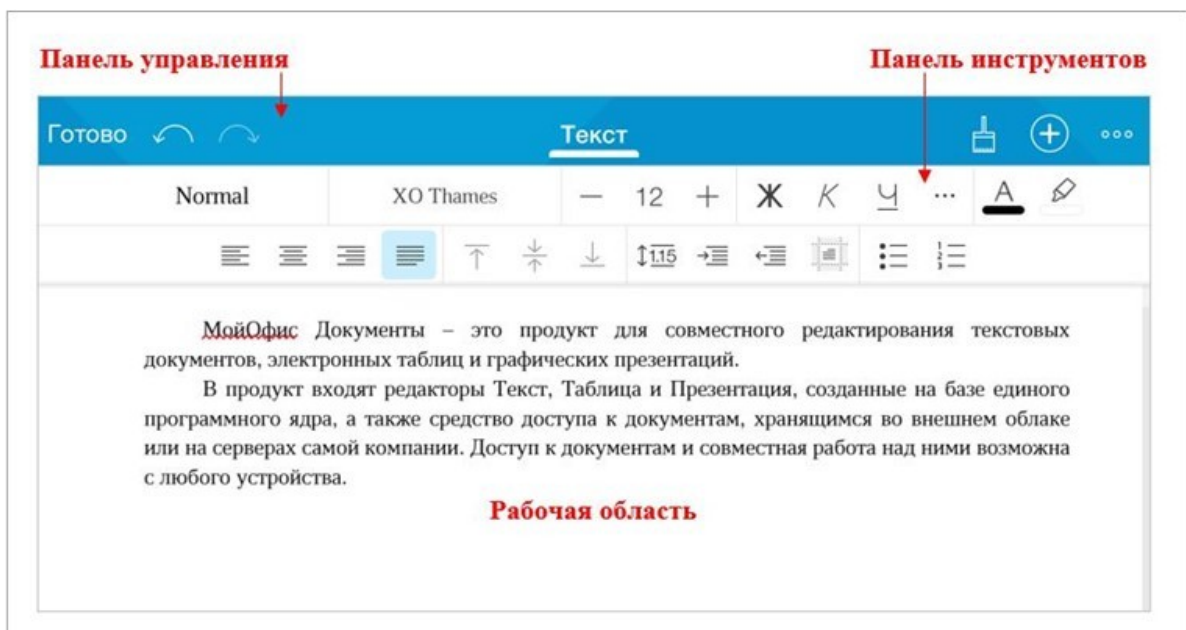 Панель управления Панель инструментов
Готово Текст
Normal XO Thames — 12 + Ж К Ч ... А
1.15
МойОфис Документы – это продукт для совместного редактирования текстовых
документов, электронных таблиц и графических презентаций.
В продукт входят редакторы Текст, Таблица и Презентация, созданные на базе единого
программного ядра, а также средство доступа к документам, хранящимся во внешнем облаке
или на серверах самой компании. Доступ к документам и совместная работа над ними возможна
с любого устройства.
Рабочая область